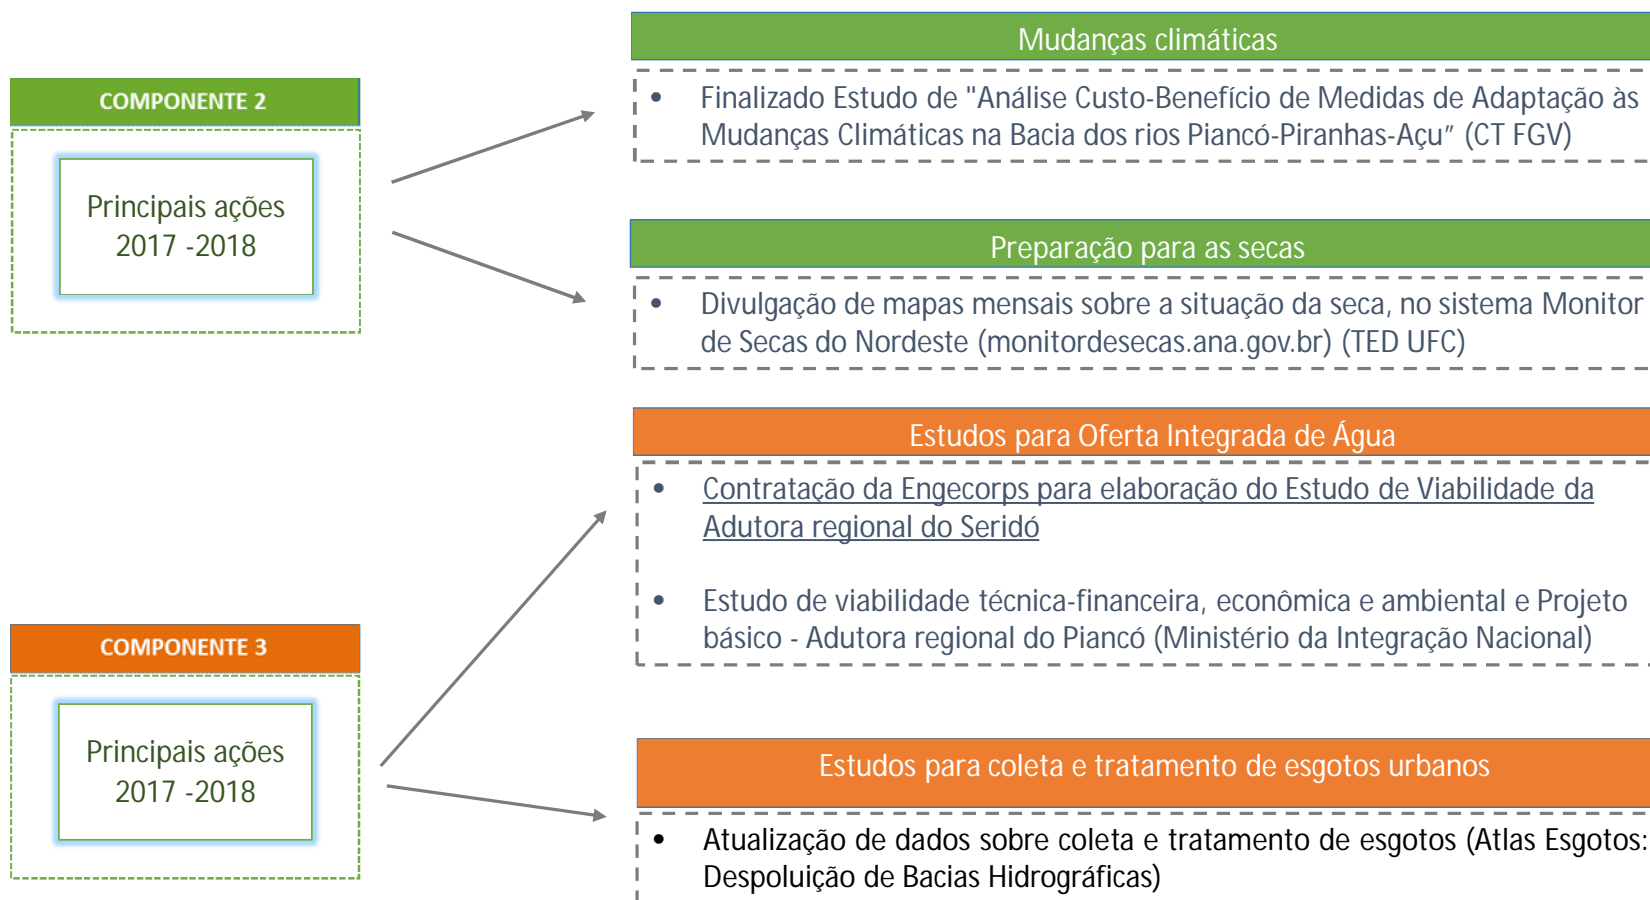 COMPONENTE 2
Principais ações
2017 -2018
Mudanças climáticas
• Finalizado Estudo de "Análise Custo-Benefício de Medidas de Adaptação às
Mudanças Climáticas na Bacia dos rios Piancó-Piranhas-Açu” (CT FGV)
Preparação para as secas
• Divulgação de mapas mensais sobre a situação da seca, no sistema Monitor
de Secas do Nordeste (monitordesecas.ana.gov.br) (TED UFC)
COMPONENTE 3
Principais ações
2017 -2018
Estudos para Oferta Integrada de Água
• Contratação da Engecorps para elaboração do Estudo de Viabilidade da
Adutora regional do Seridó
• Estudo de viabilidade técnica-financeira, econômica e ambiental e Projeto
básico - Adutora regional do Piancó (Ministério da Integração Nacional)
Estudos para coleta e tratamento de esgotos urbanos
• Atualização de dados sobre coleta e tratamento de esgotos (Atlas Esgotos:
Despoluição de Bacias Hidrográficas)